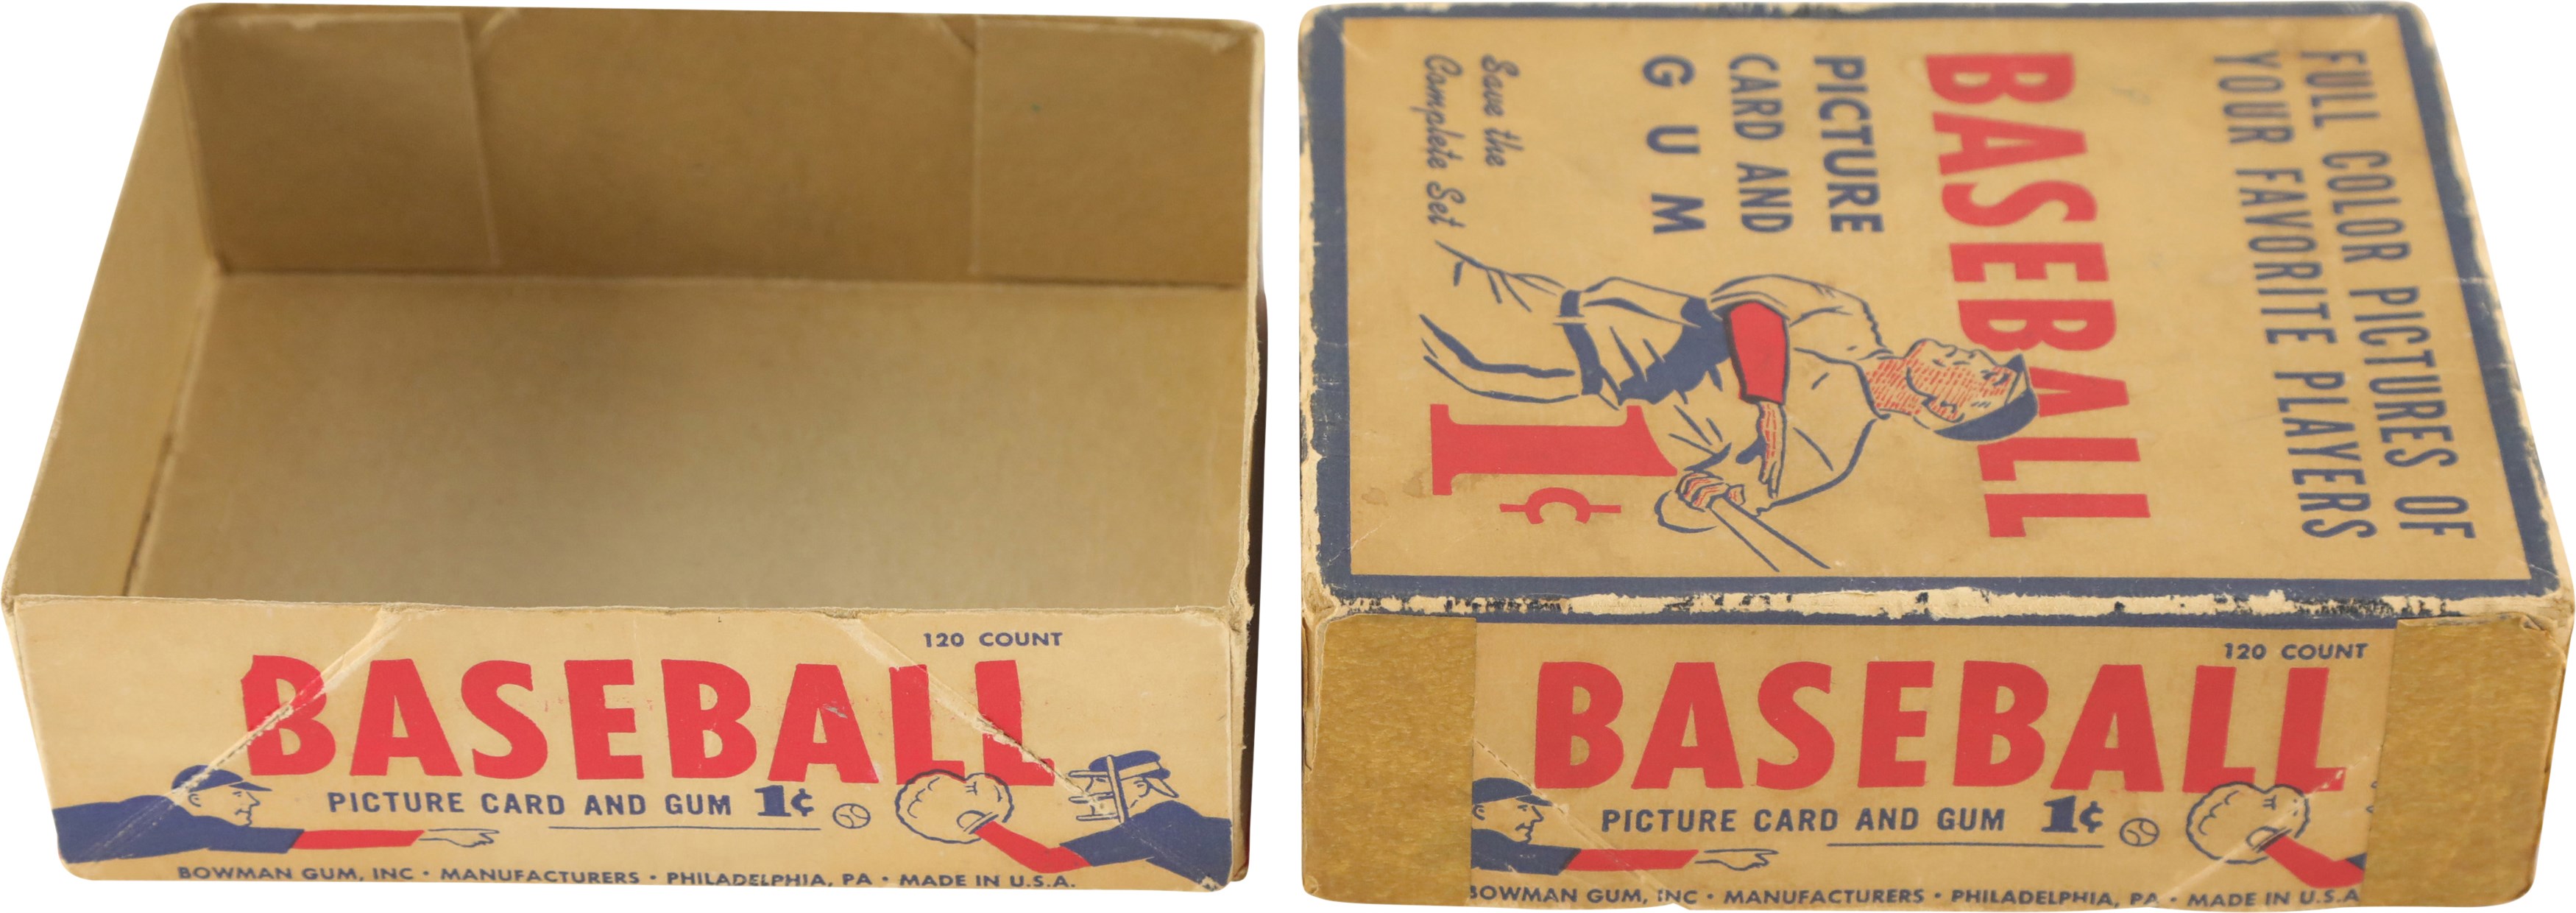 120 COUNT
BASEBALL
PICTURE CARD AND GUM 1¢
BOWMAN GUM, INC • MANUFACTURERS • PHILADELPHIA, PA • MADE IN U.S.A.
FULL COLOR PICTURES OF
YOUR FAVORITE PLAYERS
BASEBALL
PICTURE
CARD AND
GUM
Save the
Complete Set
1¢
120 COUNT
BASEBALL
PICTURE CARD AND GUM 1¢
BOWMAN GUM, INC • MANUFACTURERS • PHILADELPHIA, PA • MADE IN U.S.A